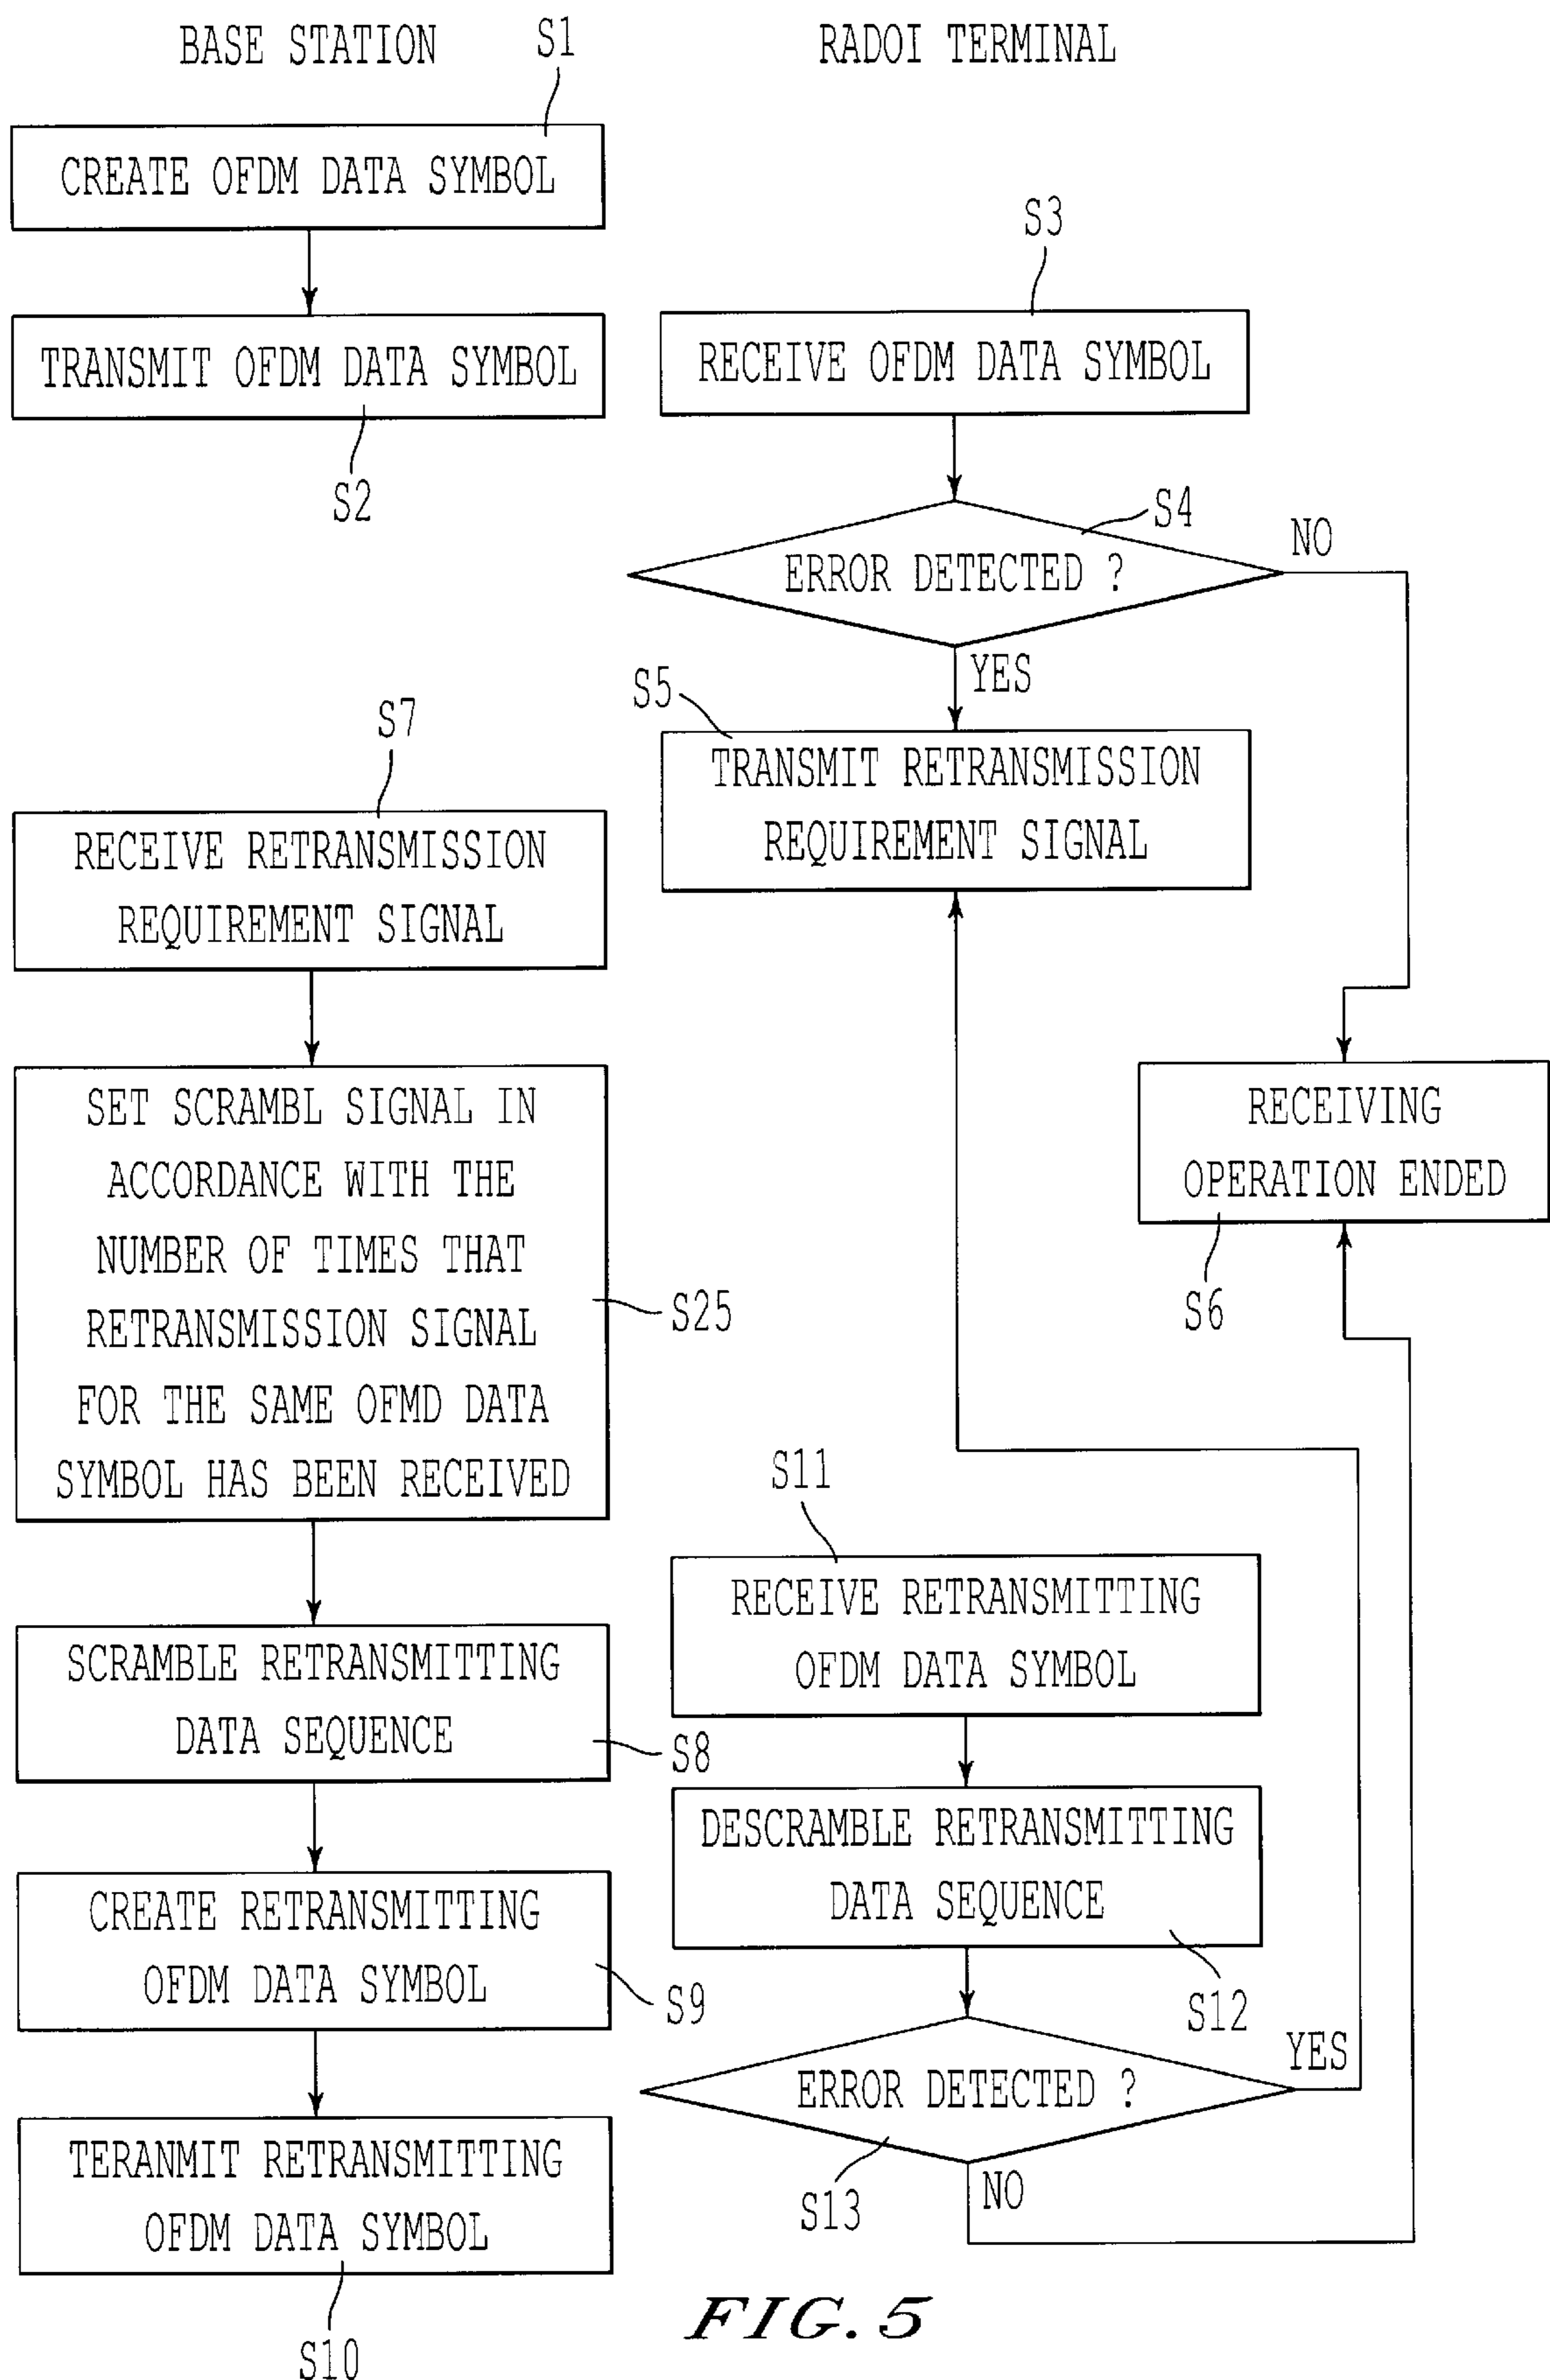 BASE STATION
S1
CREATE OFDM DATA SYMBOL
TRANSMIT OFDM DATA SYMBOL
S2
RADOI TERMINAL
S3
RECEIVE OFDM DATA SYMBOL
S4
NO
ERROR DETECTED ?
YES
S5
TRANSMIT RETRANSMISSION
REQUIREMENT SIGNAL
S7
RECEIVE RETRANSMISSION
REQUIREMENT SIGNAL
SET SCRAMBL SIGNAL IN
ACCORDANCE WITH THE
NUMBER OF TIMES THAT
RETRANSMISSION SIGNAL
FOR THE SAME OFMD DATA
SYMBOL HAS BEEN RECEIVED
S25
RECEIVING
OPERATION ENDED
S6
SCRAMBLE RETRANSMITTING
DATA SEQUENCE
S8
CREATE RETRANSMITTING
OFDM DATA SYMBOL
S9
TERANMIT RETRANSMITTING
OFDM DATA SYMBOL
S10
S11
RECEIVE RETRANSMITTING
OFDM DATA SYMBOL
DESCRAMBLE RETRANSMITTING
DATA SEQUENCE
S12
YES
ERROR DETECTED ?
S13
NO
FIG. 5